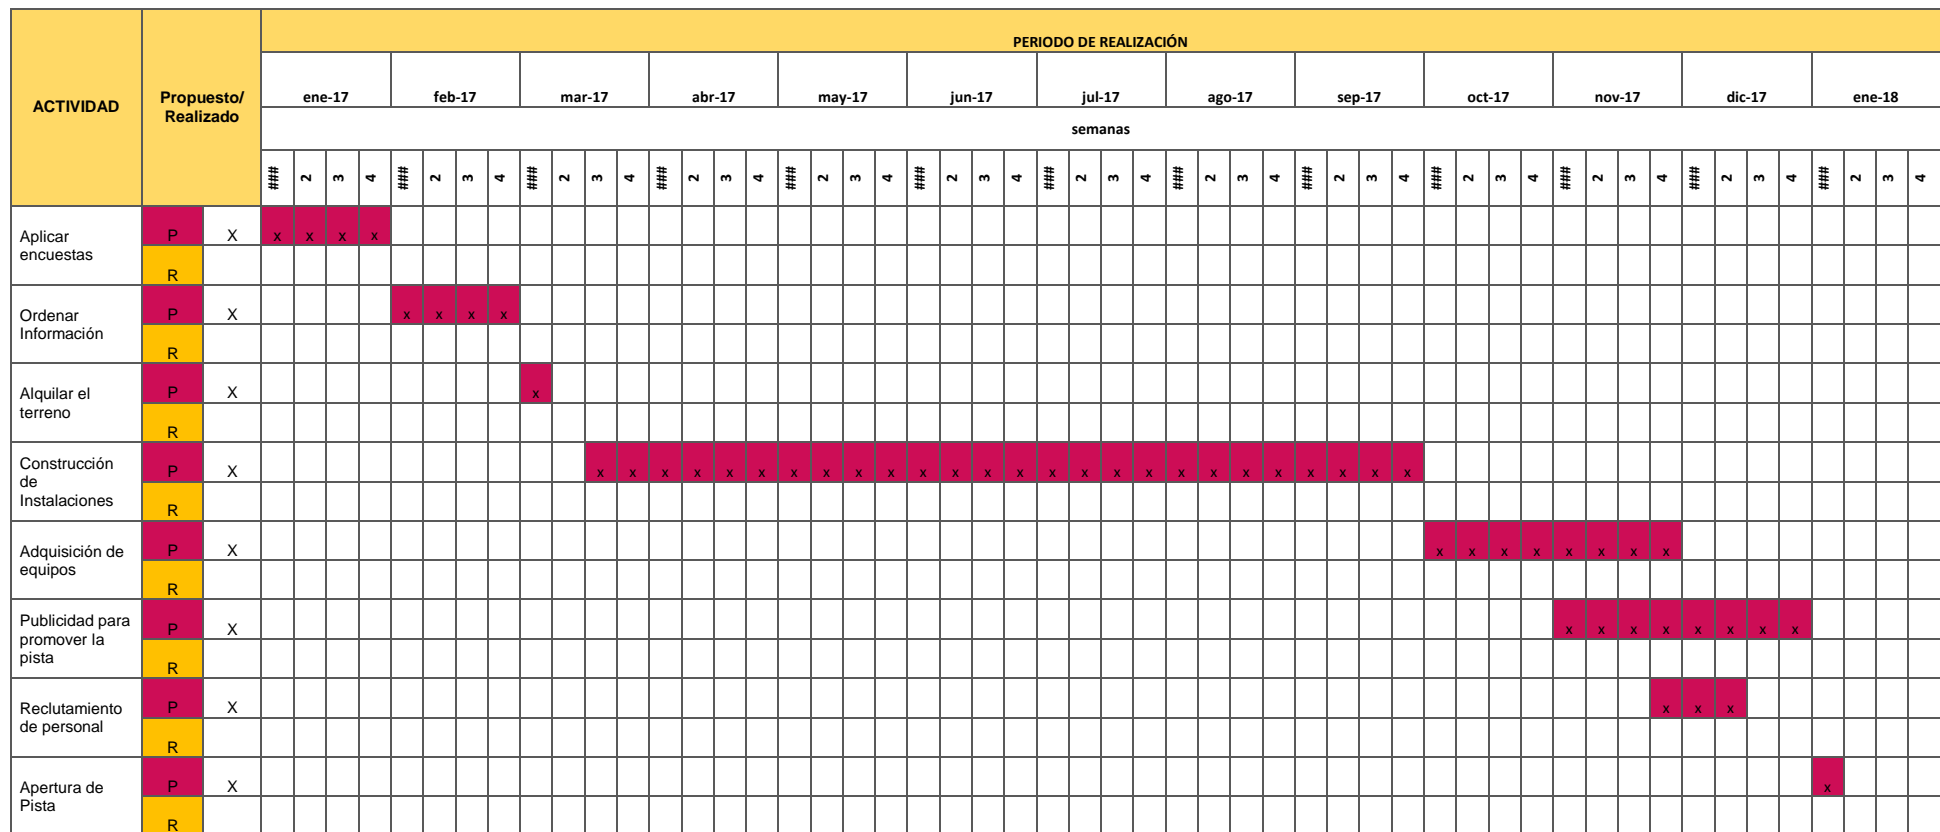 PERIODO DE REALIZACIÓN
ACTIVIDAD
Propuesto/
Realizado
ene-17 feb-17 mar-17 abr-17 may-17 jun-17 jul-17 ago-17 sep-17 oct-17 nov-17 dic-17 ene-18
semanas
### 2 3 4 ### 2 3 4 ### 2 3 4 ### 2 3 4 ### 2 3 4 ### 2 3 4 ### 2 3 4 ### 2 3 4 ### 2 3 4 ### 2 3 4 ### 2 3 4 ### 2 3 4 ### 2 3 4
Aplicar
encuestas
P X x x x x
R
Ordenar
Información
P X x x x x
R
Alquilar el
terreno
P X x
R
Construcción
de
Instalaciones
P X x x x x x x x x x x x x x x x x x x x x x x x x x x
R
Adquisición de
equipos
P X x x x x x x x x
R
Publicidad para
promover la
pista
P X x x x x x x x x
R
Reclutamiento
de personal
P X x x x
R
Apertura de
Pista
P X x
R